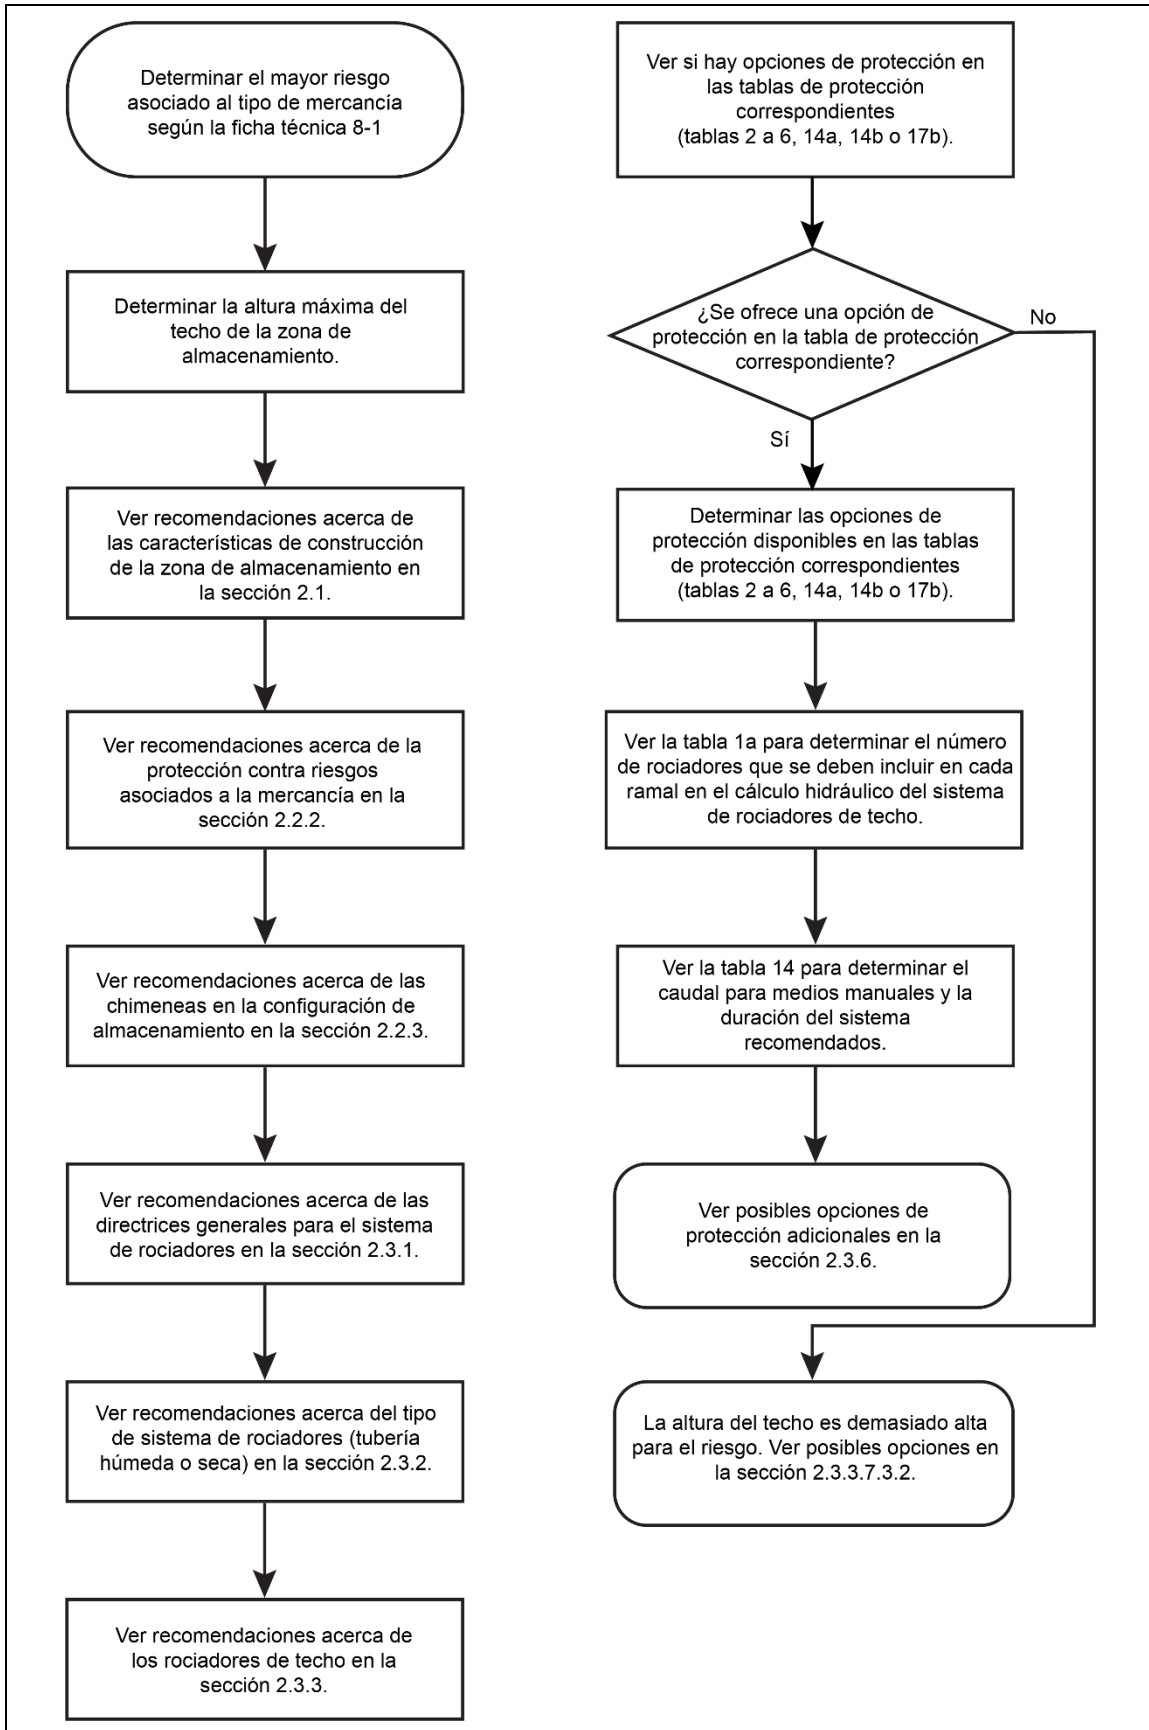 Determinar el mayor riesgo
asociado al tipo de mercancía
según la ficha técnica 8-1
Determinar la altura máxima del
techo de la zona de
almacenamiento.
Ver recomendaciones acerca de
las características de construcción
de la zona de almacenamiento en
la sección 2.1.
Ver recomendaciones acerca de la
protección contra riesgos
asociados a la mercancía en la
sección 2.2.2.
Ver recomendaciones acerca de las
chimeneas en la configuración de
almacenamiento en la sección 2.2.3.
Ver recomendaciones acerca de las
directrices generales para el sistema
de rociadores en la sección 2.3.1.
Ver recomendaciones acerca del tipo
de sistema de rociadores (tubería
húmeda o seca) en la sección 2.3.2.
Ver recomendaciones acerca de
los rociadores de techo en la
sección 2.3.3.
Ver si hay opciones de protección en
las tablas de protección
correspondientes
(tablas 2 a 6, 14a, 14b o 17b).
¿Se ofrece una opción de
protección en la tabla de protección
correspondiente?
No
Sí
Determinar las opciones de
protección disponibles en las tablas
de protección correspondientes
(tablas 2 a 6, 14a, 14b o 17b).
Ver la tabla 1a para determinar el número
de rociadores que se deben incluir en cada
ramal en el cálculo hidráulico del sistema
de rociadores de techo.
Ver la tabla 14 para determinar el
caudal para medios manuales y la
duración del sistema
recomendados.
Ver posibles opciones de
protección adicionales en la
sección 2.3.6.
La altura del techo es demasiado alta
para el riesgo. Ver posibles opciones en
la sección 2.3.3.7.3.2.